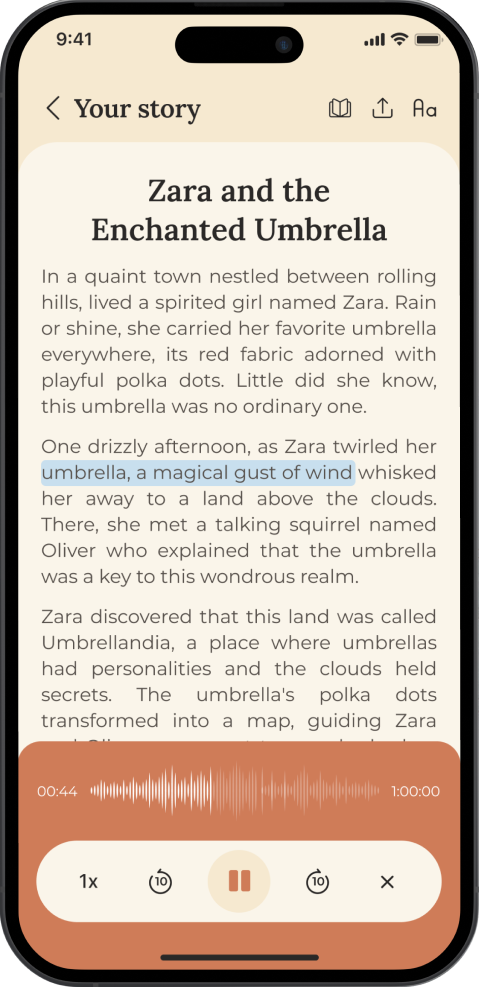 9:41
Your story
Aa
Zara and the
Enchanted Umbrella
In a quaint town nestled between rolling
hills, lived a spirited girl named Zara. Rain
or shine, she carried her favorite umbrella
everywhere, its red fabric adorned with
playful polka dots. Little did she know,
this umbrella was no ordinary one.
One drizzly afternoon, as Zara twirled her
umbrella, a magical gust of wind whisked
her away to a land above the clouds.
There, she met a talking squirrel named
Oliver who explained that the umbrella
was a key to this wondrous realm.
Zara discovered that this land was called
Umbrellandia, a place where umbrellas
had personalities and the clouds held
secrets. The umbrella's polka dots
transformed into a map, guiding Zara
00:44
1:00:00
1x
10
10